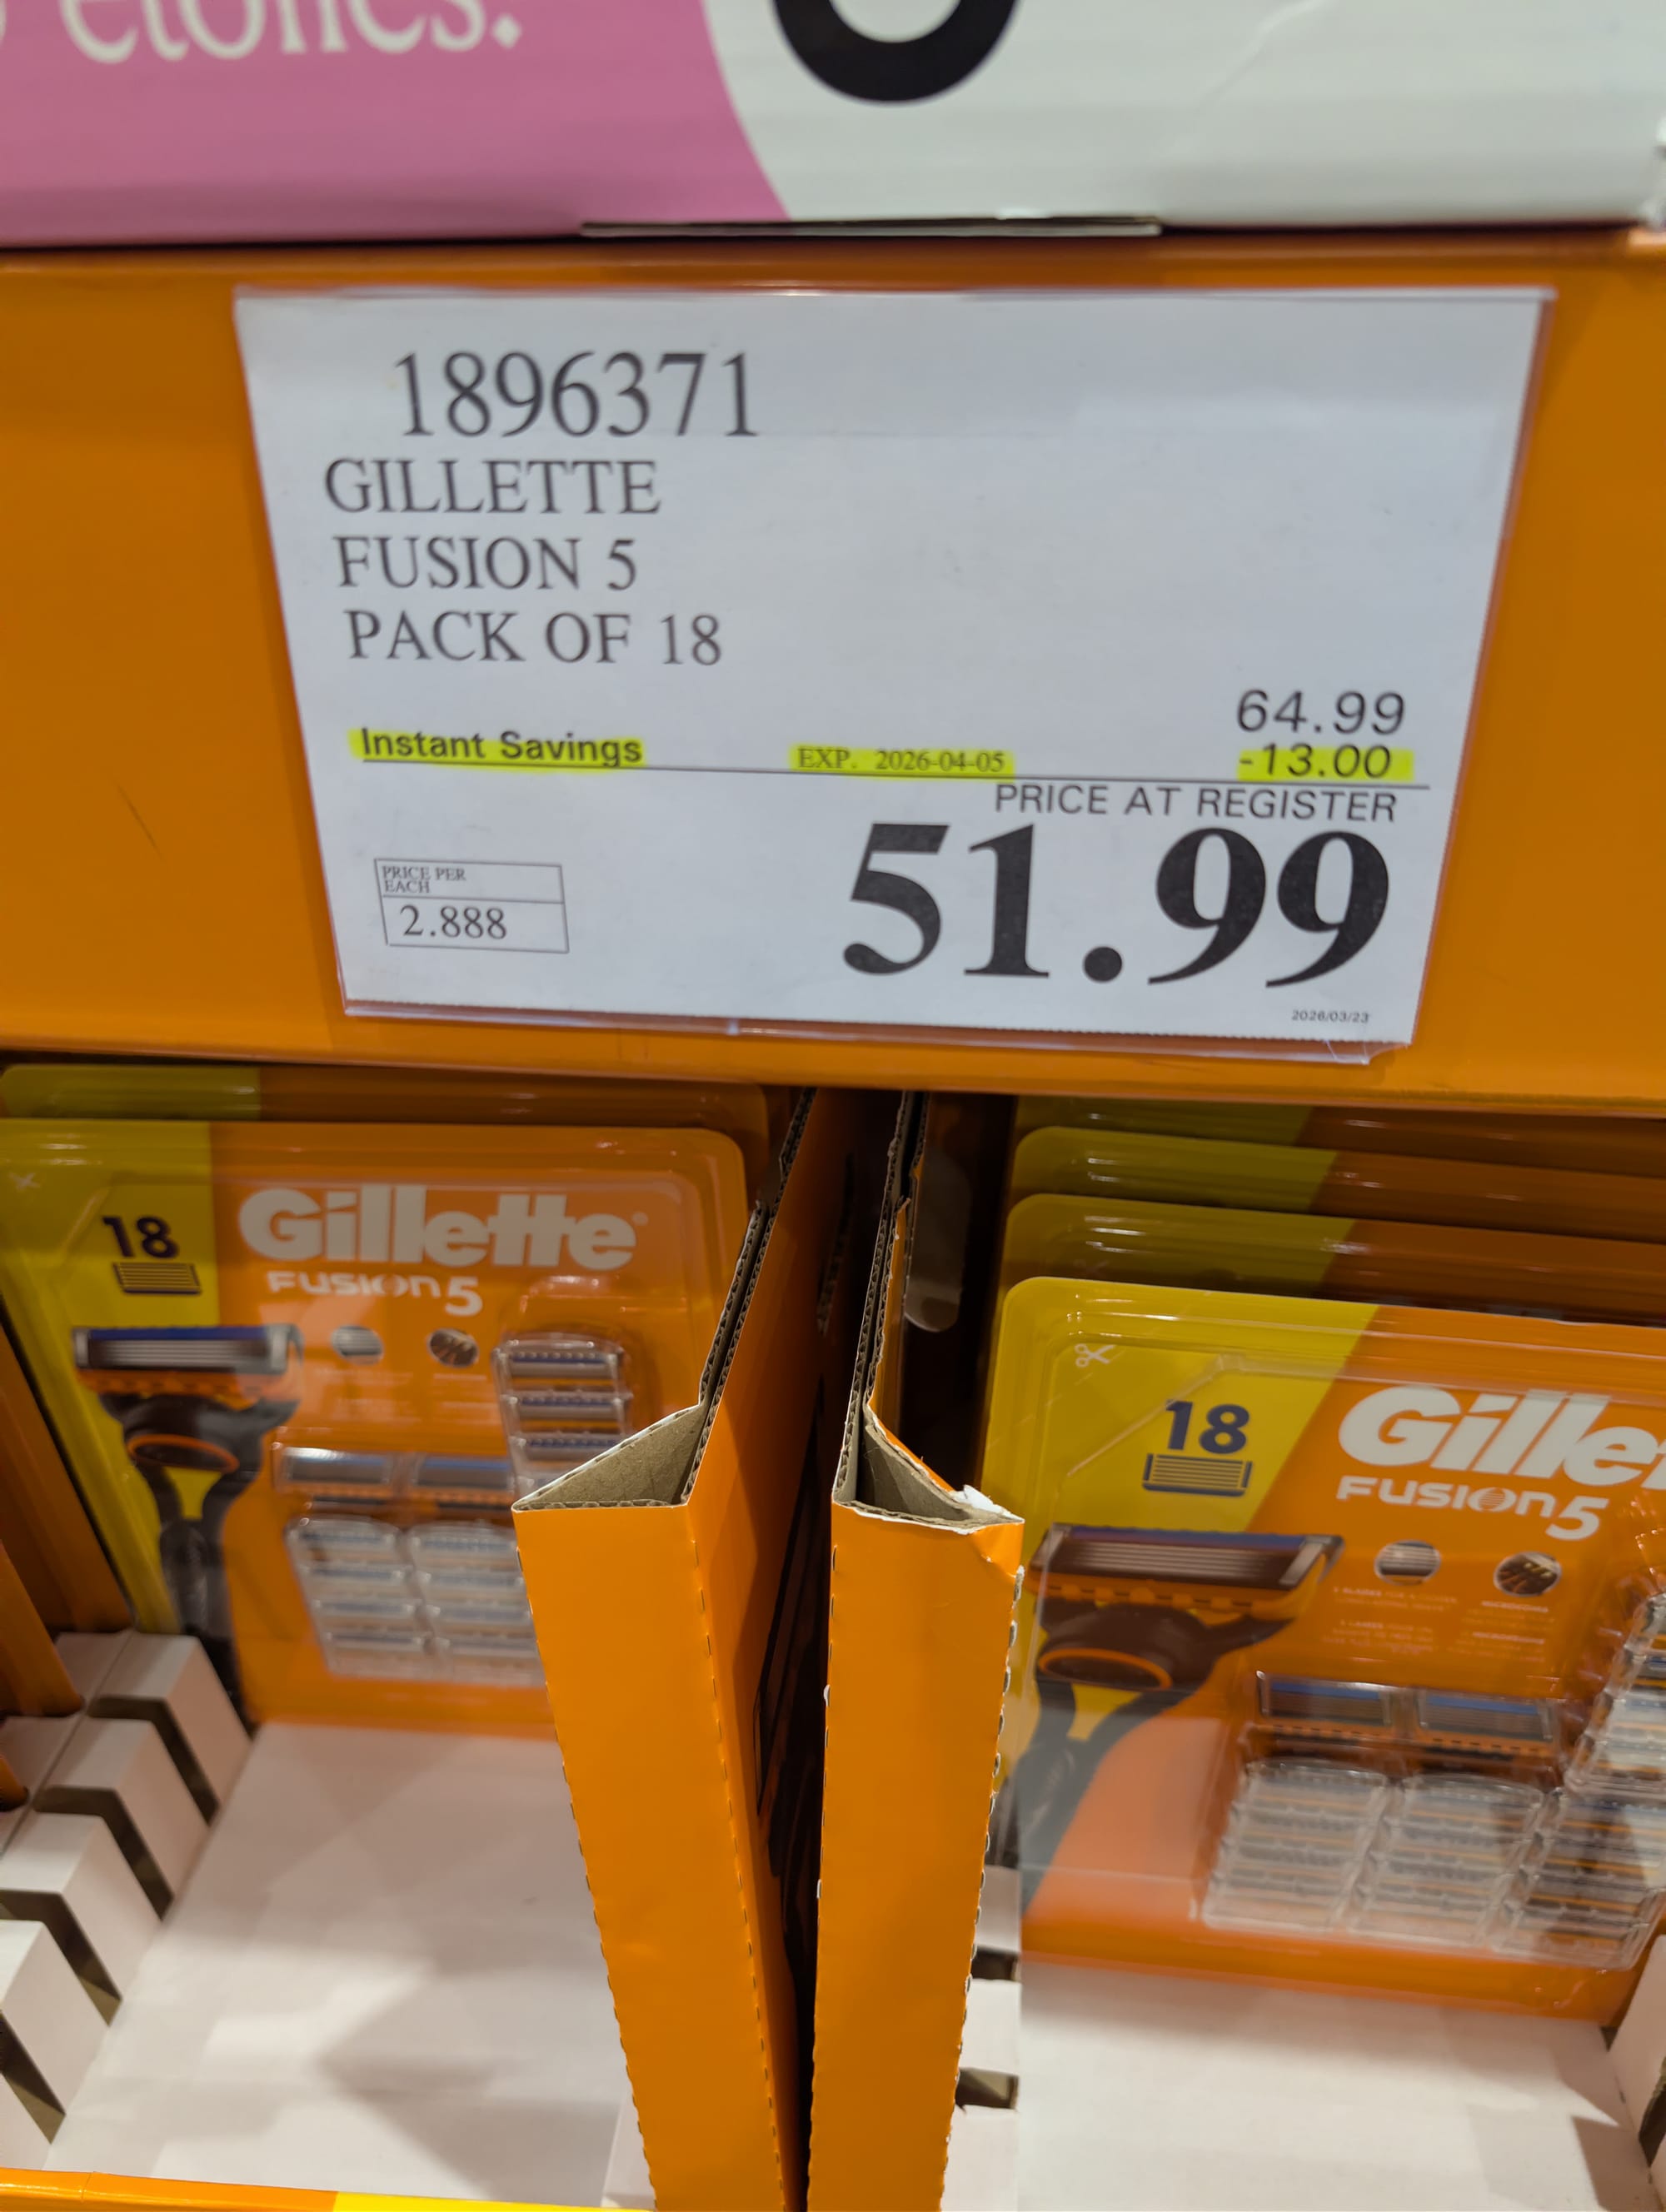 étoffes.
1896371
GILLETTE
FUSION 5
PACK OF 18
64.99
Instant Savings EXP. 2026-04-05 -13.00
PRICE AT REGISTER
51.99
PRICE PER
EACH
2.888
2026/03/23
18
Gillette
FUSION5
18
Gille
FUSION5